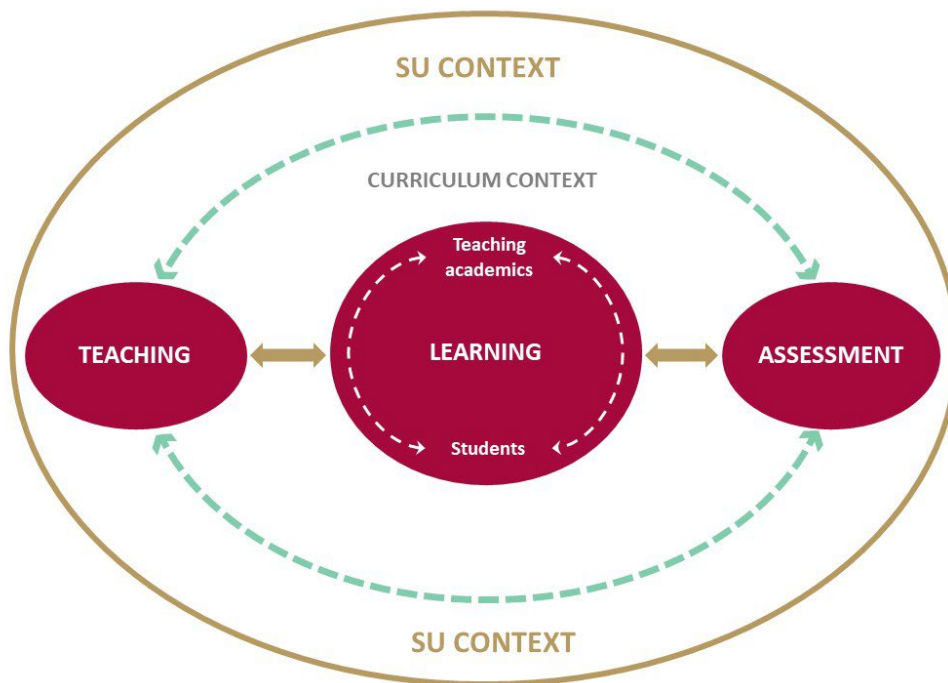 SU CONTEXT
CURRICULUM CONTEXT
Teaching
academics
TEACHING
LEARNING
ASSESSMENT
Students
SU CONTEXT